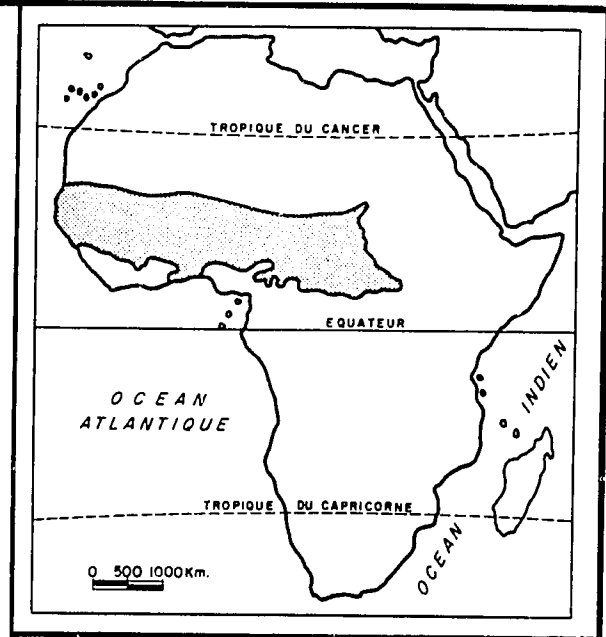 TROPIQUE DU CANCER
EQUATEUR
OCEAN
ATLANTIQUE
OCEAN INDIEN
TROPIQUE DU CAPRICORNE
0 500 1000Km.